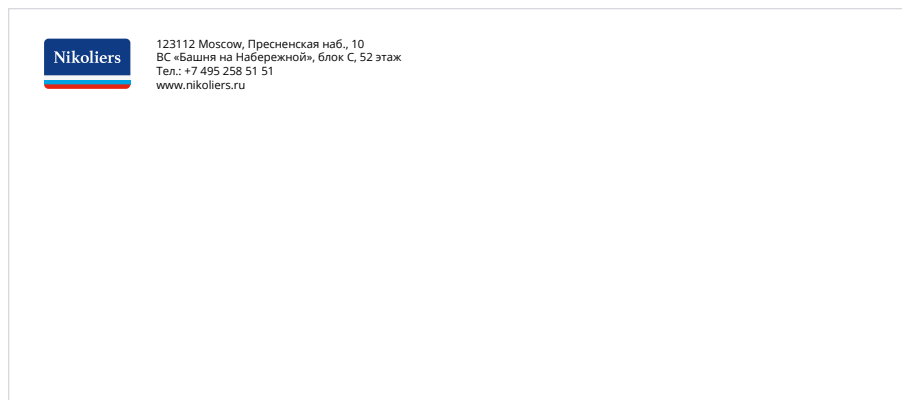 Nikoliers
123112 Moscow, Пресненская наб., 10
ВС «Башня на Набережной», блок С, 52 этаж
Тел.: +7 495 258 51 51
www.nikoliers.ru